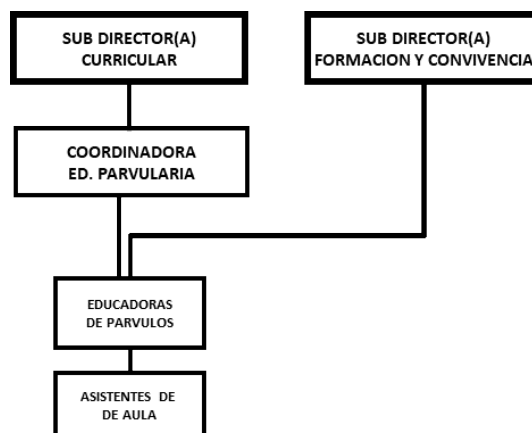 SUB DIRECTOR(A)
CURRICULAR
SUB DIRECTOR(A)
FORMACION Y CONVIVENCIA
COORDINADORA
ED. PARVULARIA
EDUCADORAS
DE PARVULOS
ASISTENTES DE
DE AULA